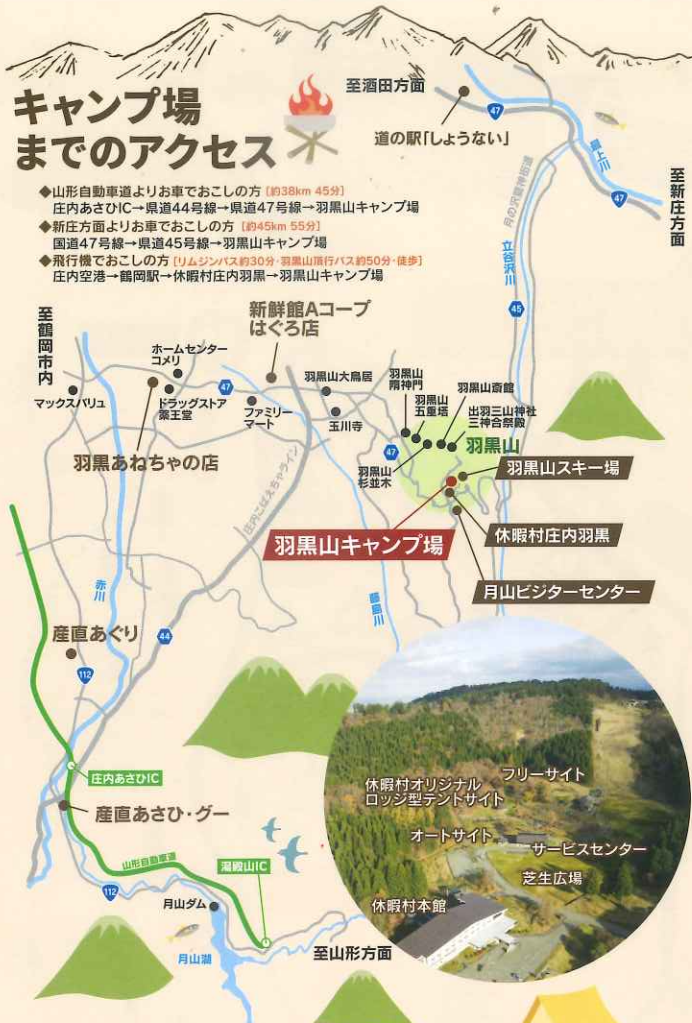 至酒田方面
47
道の駅「しょうない」
キャンプ場
までのアクセス
最上川
月の沢龍神街道
至新庄方面
47
◆山形自動車道よりお車でおこしの方 [約38km 45分]
庄内あさひIC→県道44号線→県道47号線→羽黒山キャンプ場
◆新庄方面よりお車でおこしの方 [約45km 55分]
国道47号線→県道45号線→羽黒山キャンプ場
◆飛行機でおこしの方 [リムジンバス約30分・羽黒山頂行バス約50分・徒歩]
庄内空港→鶴岡駅→休暇村庄内羽黒→羽黒山キャンプ場
立谷沢川
45
至鶴岡市内
新鮮館Aコープ
はぐろ店
ホームセンター
コメリ
マックスバリュ
ドラッグストア
薬王堂
47
ファミリー
マート
羽黒山大鳥居
玉川寺
羽黒山
隋神門
羽黒山
五重塔
羽黒山斎館
出羽三山神社
三神合祭殿
羽黒山
47
羽黒山
杉並木
羽黒あねちゃの店
羽黒山スキー場
庄内こばえちゃライン
羽黒山キャンプ場
休暇村庄内羽黒
月山ビジターセンター
赤川
藤島川
44
産直あぐり
112
庄内あさひIC
産直あさひ・グー
山形自動車道
湯殿山IC
112
月山ダム
月山湖
至山形方面
フリーサイト
休暇村オリジナル
ロッジ型テントサイト
オートサイト
サービスセンター
芝生広場
休暇村本館